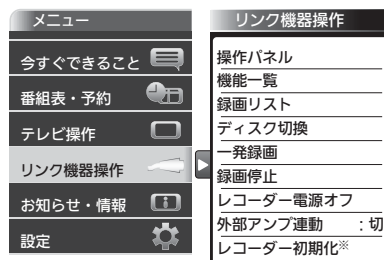 メニュー
今すぐできること
番組表・予約
テレビ操作
リンク機器操作
お知らせ・情報
設定
リンク機器操作
操作パネル
機能一覧
録画リスト
ディスク切換
一発録画
録画停止
レコーダー電源オフ
外部アンプ連動　：切
レコーダー初期化※